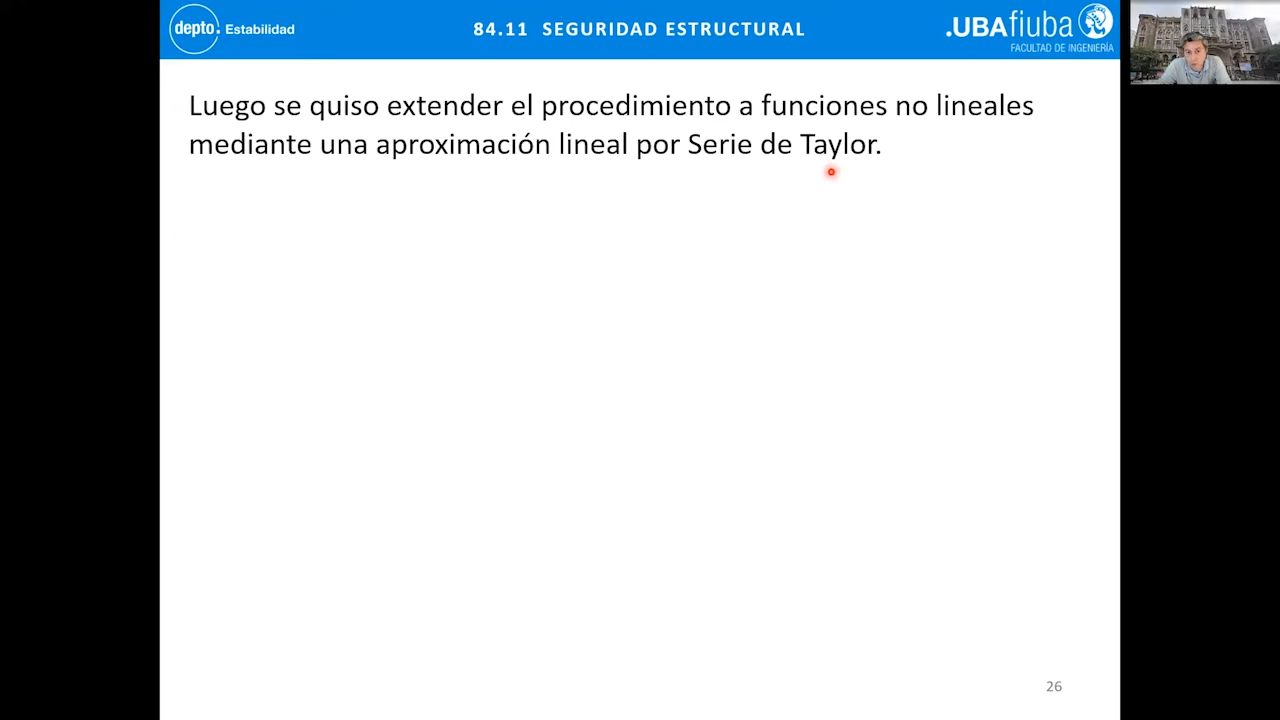 depto. Estabilidad
84.11 SEGURIDAD ESTRUCTURAL
.UBAfiuba
FACULTAD DE INGENIERÍA
Luego se quiso extender el procedimiento a funciones no lineales
mediante una aproximación lineal por Serie de Taylor.
26